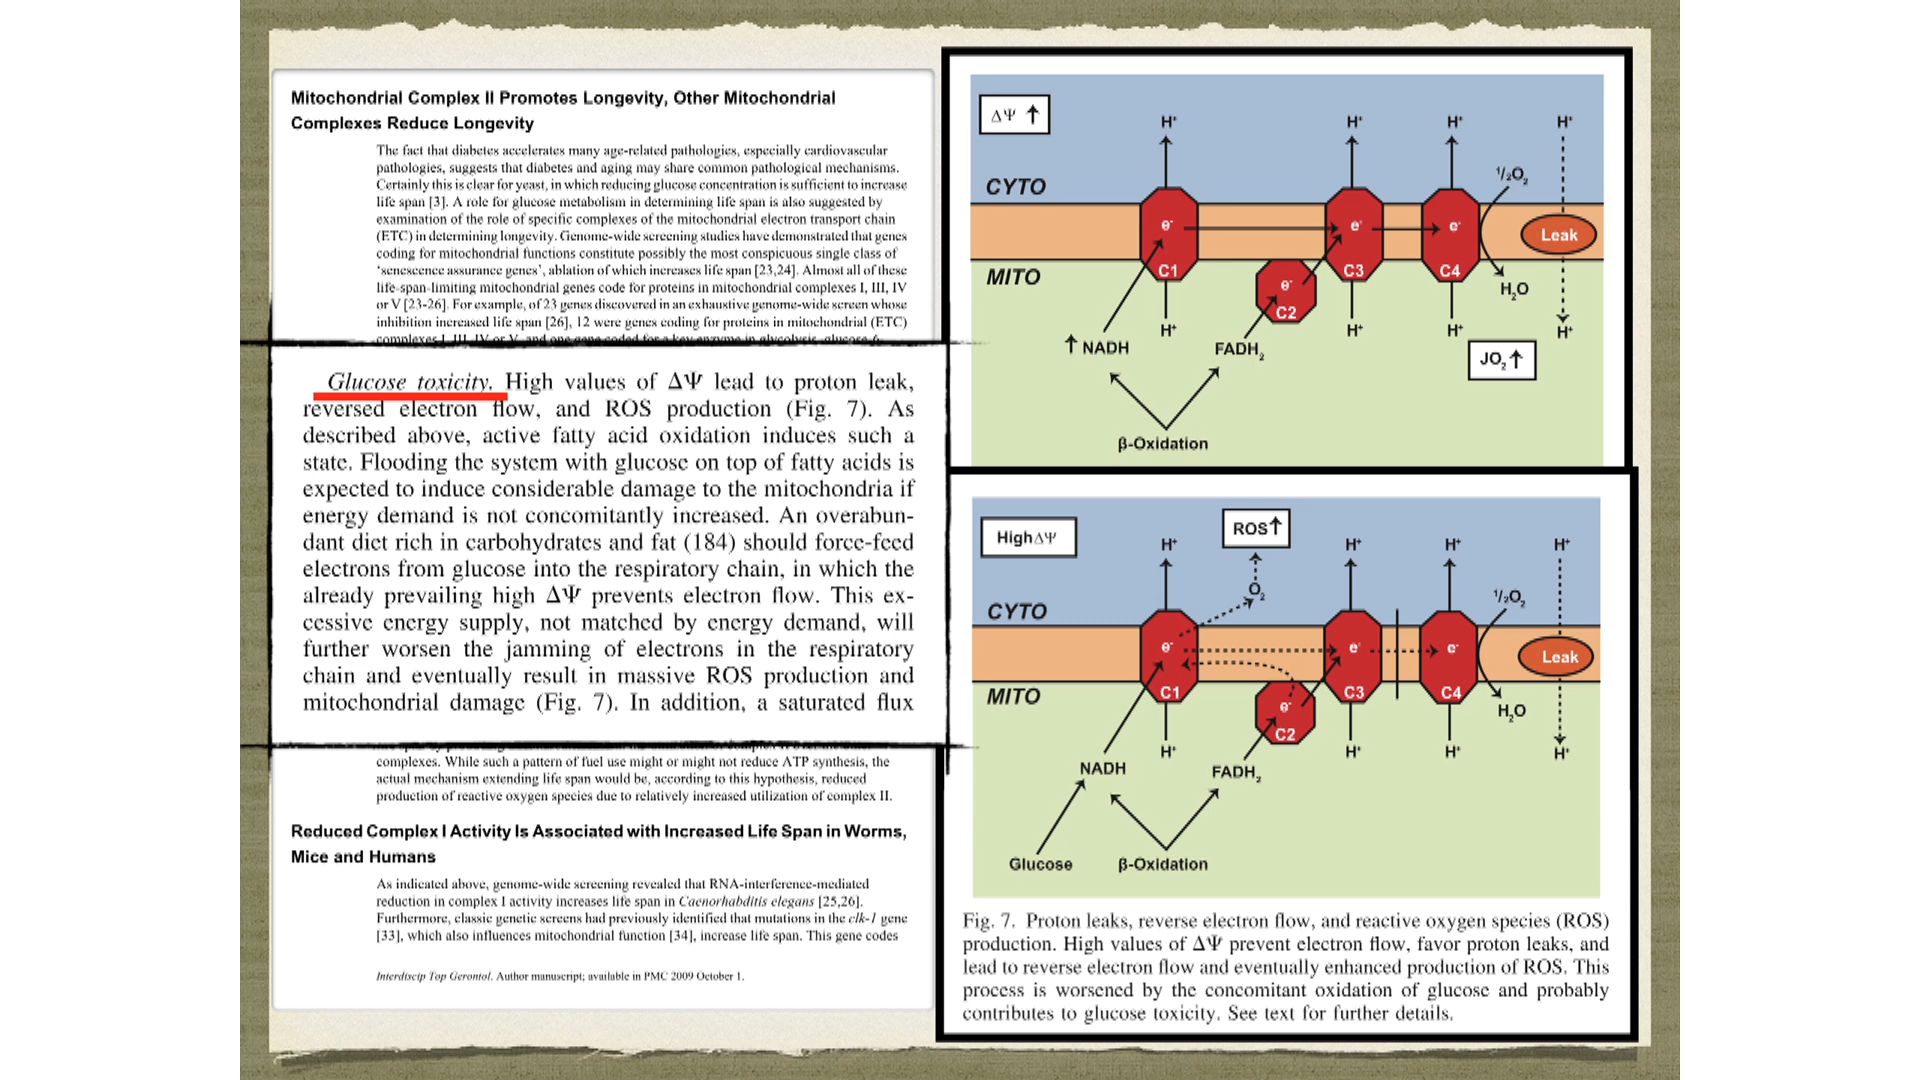 Mitochondrial Complex II Promotes Longevity, Other Mitochondrial
Complexes Reduce Longevity
The fact that diabetes accelerates many age-related pathologies, especially cardiovascular
pathologies, suggests that diabetes and aging may share common pathological mechanisms.
Certainly this is clear for yeast, in which reducing glucose concentration is sufficient to increase
life span [3]. A role for glucose metabolism in determining life span is also suggested by
examination of the role of specific complexes of the mitochondrial electron transport chain
(ETC) in determining longevity. Genome-wide screening studies have demonstrated that genes
coding for mitochondrial functions constitute possibly the most conspicuous single class of
‘senescence assurance genes’, ablation of which increases life span [23,24]. Almost all of these
life-span-limiting mitochondrial genes code for proteins in mitochondrial complexes I, III, IV
or V [23-26]. For example, of 23 genes discovered in an exhaustive genome-wide screen whose
inhibition increased life span [26], 12 were genes coding for proteins in mitochondrial (ETC)
complexes I, III, IV or V, and one gene coded for a key enzyme in glycolysis, glucose-6-
Glucose toxicity. High values of ΔΨ lead to proton leak,
reversed electron flow, and ROS production (Fig. 7). As
described above, active fatty acid oxidation induces such a
state. Flooding the system with glucose on top of fatty acids is
expected to induce considerable damage to the mitochondria if
energy demand is not concomitantly increased. An overabun-
dant diet rich in carbohydrates and fat (184) should force-feed
electrons from glucose into the respiratory chain, in which the
already prevailing high ΔΨ prevents electron flow. This ex-
cessive energy supply, not matched by energy demand, will
further worsen the jamming of electrons in the respiratory
chain and eventually result in massive ROS production and
mitochondrial damage (Fig. 7). In addition, a saturated flux
complexes. While such a pattern of fuel use might or might not reduce ATP synthesis, the
actual mechanism extending life span would be, according to this hypothesis, reduced
production of reactive oxygen species due to relatively increased utilization of complex II.
Reduced Complex I Activity Is Associated with Increased Life Span in Worms,
Mice and Humans
As indicated above, genome-wide screening revealed that RNA-interference-mediated
reduction in complex I activity increases life span in Caenorhabditis elegans [25,26].
Furthermore, classic genetic screens had previously identified that mutations in the clk-1 gene
[33], which also influences mitochondrial function [34], increase life span. This gene codes
Interdiscip Top Gerontol. Author manuscript; available in PMC 2009 October 1.
ΔΨ ↑
H⁺ H⁺ H⁺ H⁺
½O₂
CYTO
e⁻ e⁻ e⁻ Leak
C1 C3 C4
MITO
e⁻ H₂O
C2
H⁺ H⁺ H⁺ H⁺
↑ NADH FADH₂
JO₂ ↑
β-Oxidation
High ΔΨ
ROS ↑
H⁺ H⁺ H⁺ H⁺
O₂ ½O₂
CYTO
e⁻ e⁻ e⁻ Leak
C1 C3 C4
MITO
e⁻ H₂O
C2
H⁺ H⁺ H⁺ H⁺
NADH FADH₂
Glucose β-Oxidation
Fig. 7. Proton leaks, reverse electron flow, and reactive oxygen species (ROS)
production. High values of ΔΨ prevent electron flow, favor proton leaks, and
lead to reverse electron flow and eventually enhanced production of ROS. This
process is worsened by the concomitant oxidation of glucose and probably
contributes to glucose toxicity. See text for further details.